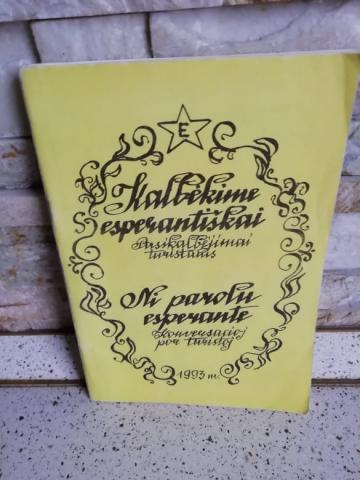 E
Kalbėkime
esperantiškai
Pasikalbėjimai
turistams
Ni parolu
esperante
Konversacioj
por turistoj
1993 m.